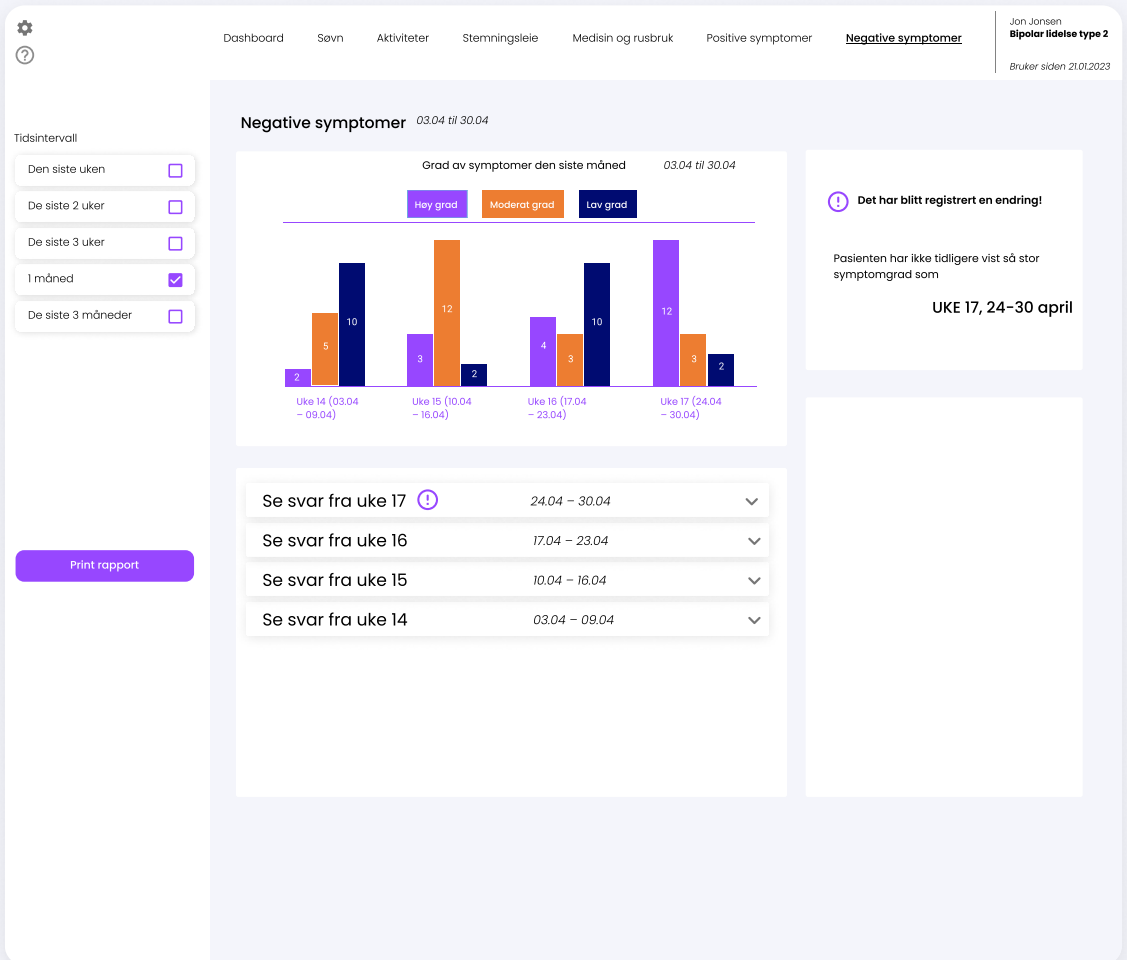 Dashboard
Søvn
Aktiviteter
Stemningsleie
Medisin og rusbruk
Positive symptomer
Negative symptomer
Jon Jonsen
Bipolar lidelse type 2
Bruker siden 21.01.2023
Tidsintervall
Den siste uken
De siste 2 uker
De siste 3 uker
1 måned
De siste 3 måneder
Print rapport
Negative symptomer 03.04 til 30.04
Grad av symptomer den siste måned 03.04 til 30.04
Høy grad
Moderat grad
Lav grad
2
5
10
3
12
2
4
3
10
12
3
2
Uke 14 (03.04
– 09.04)
Uke 15 (10.04
– 16.04)
Uke 16 (17.04
– 23.04)
Uke 17 (24.04
– 30.04)
Se svar fra uke 17 24.04 – 30.04
Se svar fra uke 16 17.04 – 23.04
Se svar fra uke 15 10.04 – 16.04
Se svar fra uke 14 03.04 – 09.04
Det har blitt registrert en endring!
Pasienten har ikke tidligere vist så stor
symptomgrad som
UKE 17, 24-30 april